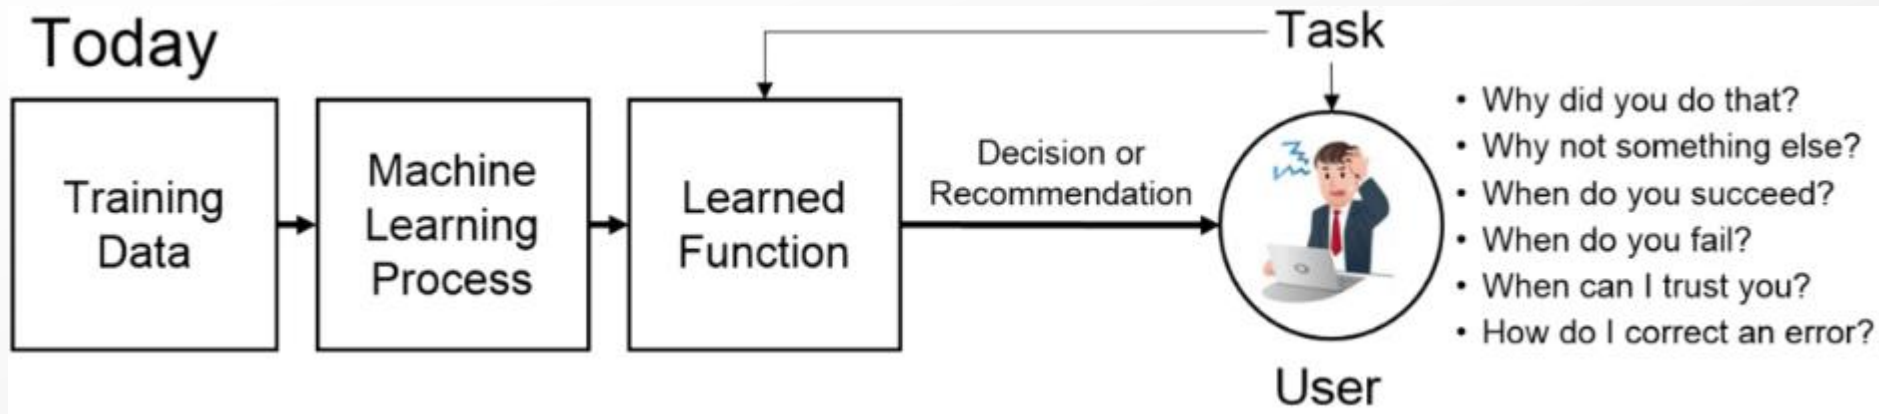 Today
Task
Training
Data
Machine
Learning
Process
Learned
Function
Decision or
Recommendation
User
• Why did you do that?
• Why not something else?
• When do you succeed?
• When do you fail?
• When can I trust you?
• How do I correct an error?